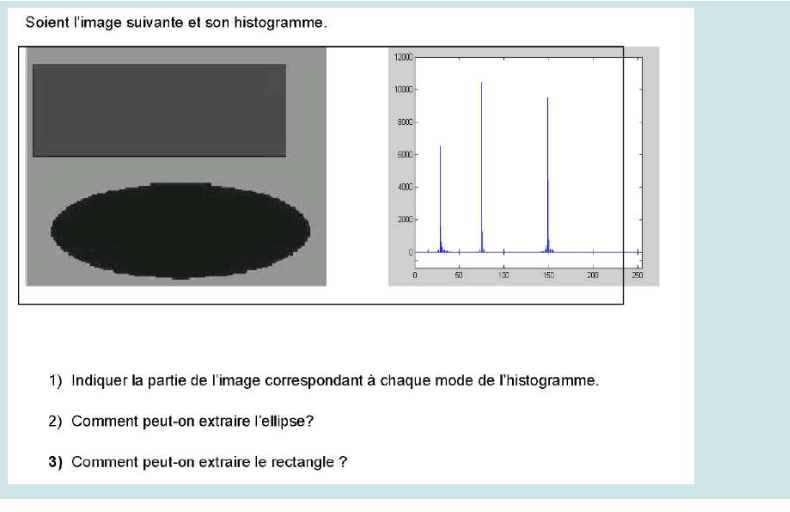 Soient l'image suivante et son histogramme.
12000
10000
8000
6000
4000
2000
0
0 50 100 150 200 250
1) Indiquer la partie de l'image correspondant à chaque mode de l'histogramme.
2) Comment peut-on extraire l'ellipse?
3) Comment peut-on extraire le rectangle ?